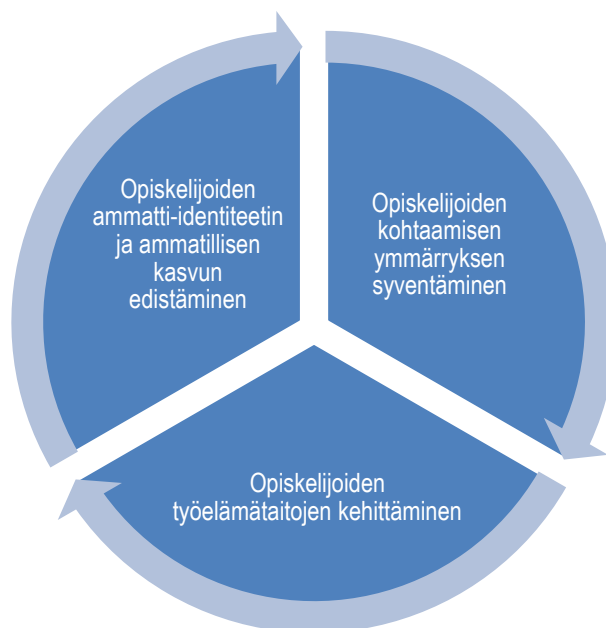 Opiskelijoiden
ammatti-identiteetin
ja ammatillisen
kasvun
edistäminen
Opiskelijoiden
kohtaamisen
ymmärryksen
syventäminen
Opiskelijoiden
työelämätaitojen kehittäminen